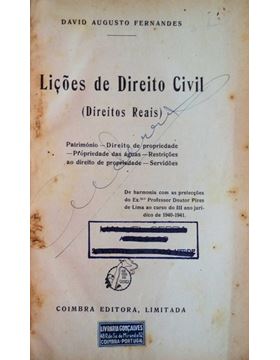 DAVID AUGUSTO FERNANDES
Lições de Direito Civil
(Direitos Reais)
Património — Direito de propriedade
— Propriedade das águas — Restrições
ao direito de propriedade — Servidões
De harmonia com as prelecções
do Ex.mo Professor Doutor Pires
de Lima ao curso do III ano jurí-
dico de 1940-1941.
COIMBRA EDITORA, LIMITADA
LIVRARIA GONÇALVES
COIMBRA-PORTUGAL